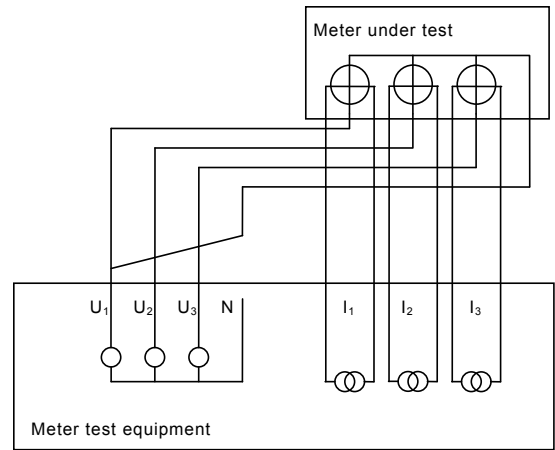 Meter under test
U₁ U₂ U₃ N I₁ I₂ I₃
Meter test equipment